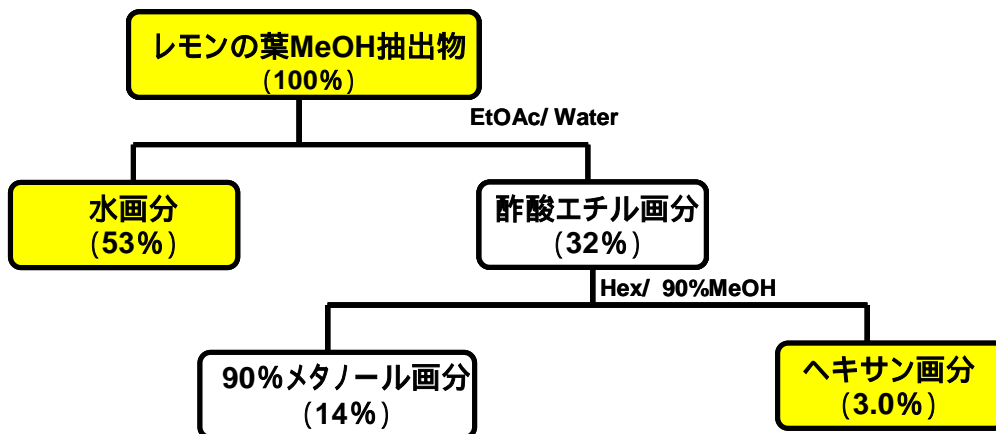 レモンの葉MeOH抽出物
(100%)
EtOAc/ Water
水画分
(53%)
酢酸エチル画分
(32%)
Hex/ 90%MeOH
90%メタノール画分
(14%)
ヘキサン画分
(3.0%)